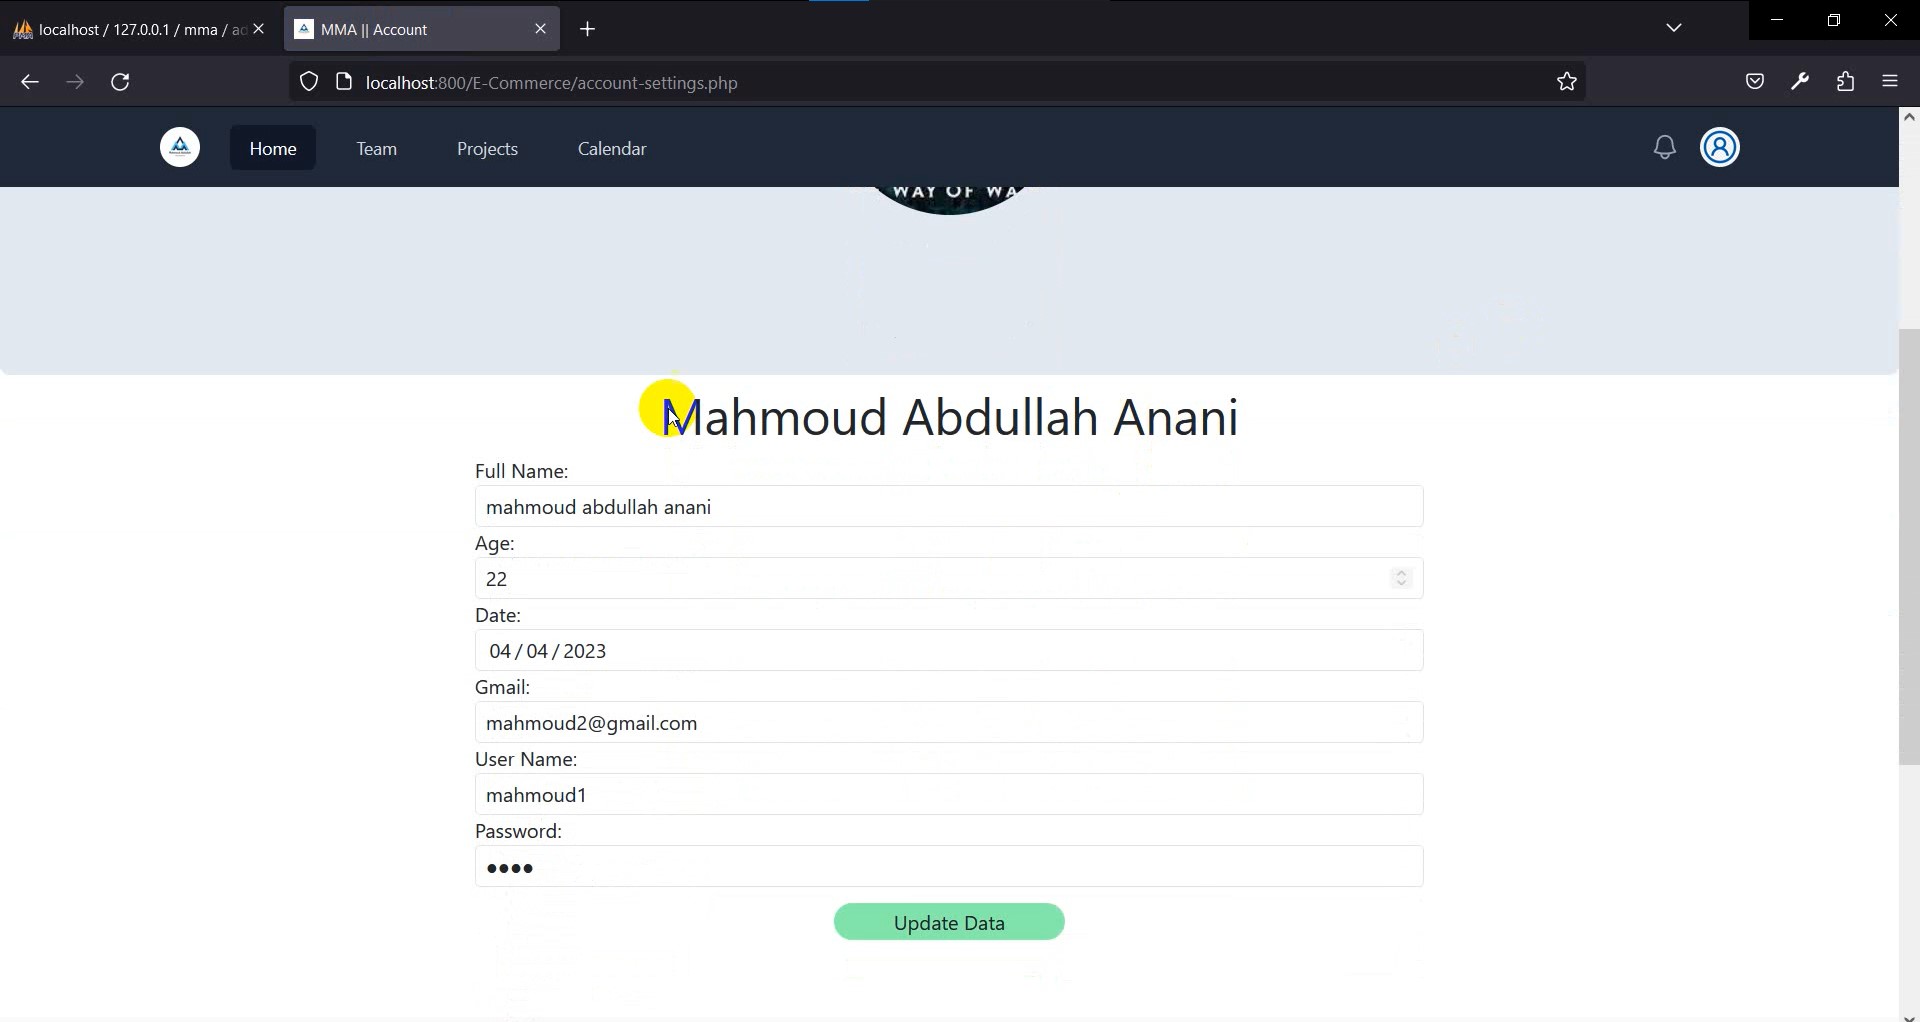 localhost / 127.0.0.1 / mma / ad
MMA || Account
localhost:800/E-Commerce/account-settings.php
Home
Team
Projects
Calendar
WAY OF WA
Mahmoud Abdullah Anani
Full Name:
mahmoud abdullah anani
Age:
22
Date:
04 / 04 / 2023
Gmail:
mahmoud2@gmail.com
User Name:
mahmoud1
Password:
••••
Update Data